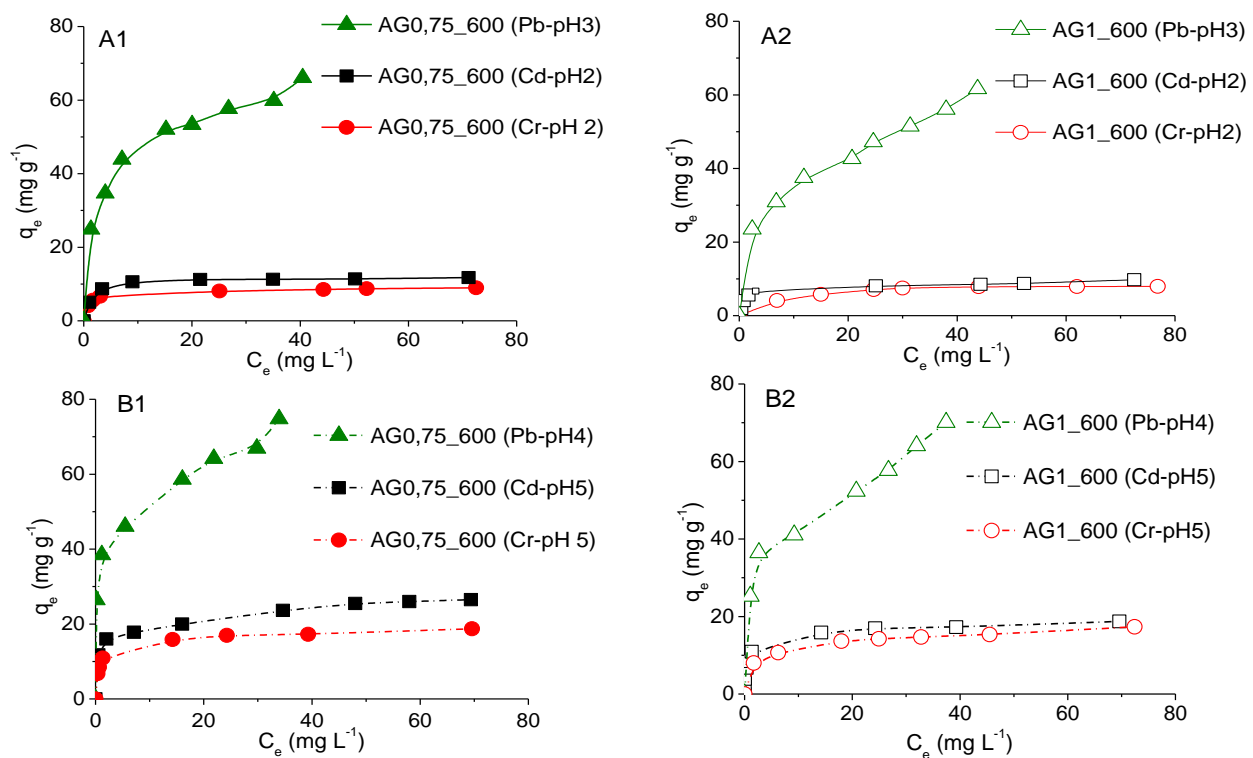 A1
AG0,75_600 (Pb-pH3)
AG0,75_600 (Cd-pH2)
AG0,75_600 (Cr-pH 2)
80
60
40
20
0
qe (mg g-1)
0 20 40 60 80
Ce (mg L-1)
A2
AG1_600 (Pb-pH3)
AG1_600 (Cd-pH2)
AG1_600 (Cr-pH2)
80
60
40
20
0
qe (mg g-1)
0 20 40 60 80
Ce (mg L-1)
B1
AG0,75_600 (Pb-pH4)
AG0,75_600 (Cd-pH5)
AG0,75_600 (Cr-pH 5)
80
60
40
20
0
qe (mg g-1)
0 20 40 60 80
Ce (mg L-1)
B2
AG1_600 (Pb-pH4)
AG1_600 (Cd-pH5)
AG1_600 (Cr-pH5)
80
60
40
20
0
qe (mg g-1)
0 20 40 60 80
Ce (mg L-1)